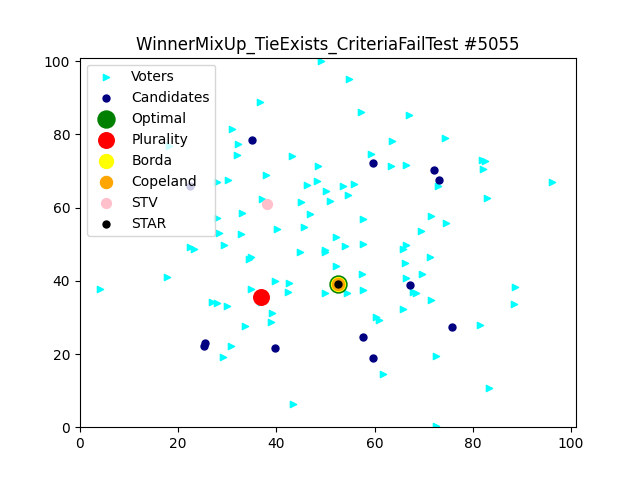 WinnerMixUp_TieExists_CriteriaFailTest #5055
100
80
60
40
20
0
Voters
Candidates
Optimal
Plurality
Borda
Copeland
STV
STAR
0 20 40 60 80 100